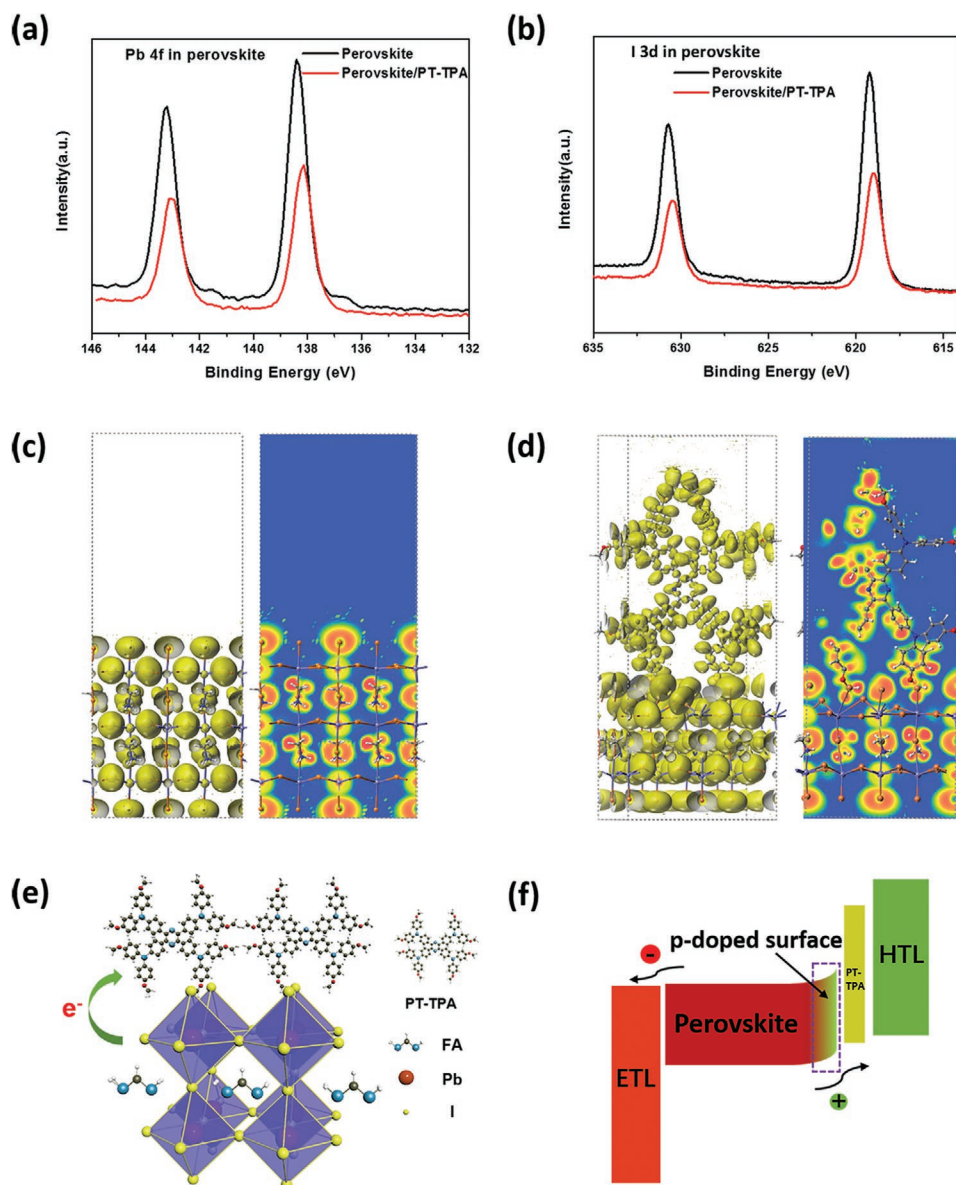 (a)
Pb 4f in perovskite
Perovskite
Perovskite/PT-TPA
Intensity(a.u.)
146 144 142 140 138 136 134 132
Binding Energy (eV)
(b)
I 3d in perovskite
Perovskite
Perovskite/PT-TPA
Intensity(a.u.)
635 630 625 620 615
Binding Energy (eV)
(c)
(d)
(e)
e-
PT-TPA
FA
Pb
I
(f)
p-doped surface
-
PT-
TPA
HTL
Perovskite
ETL
+